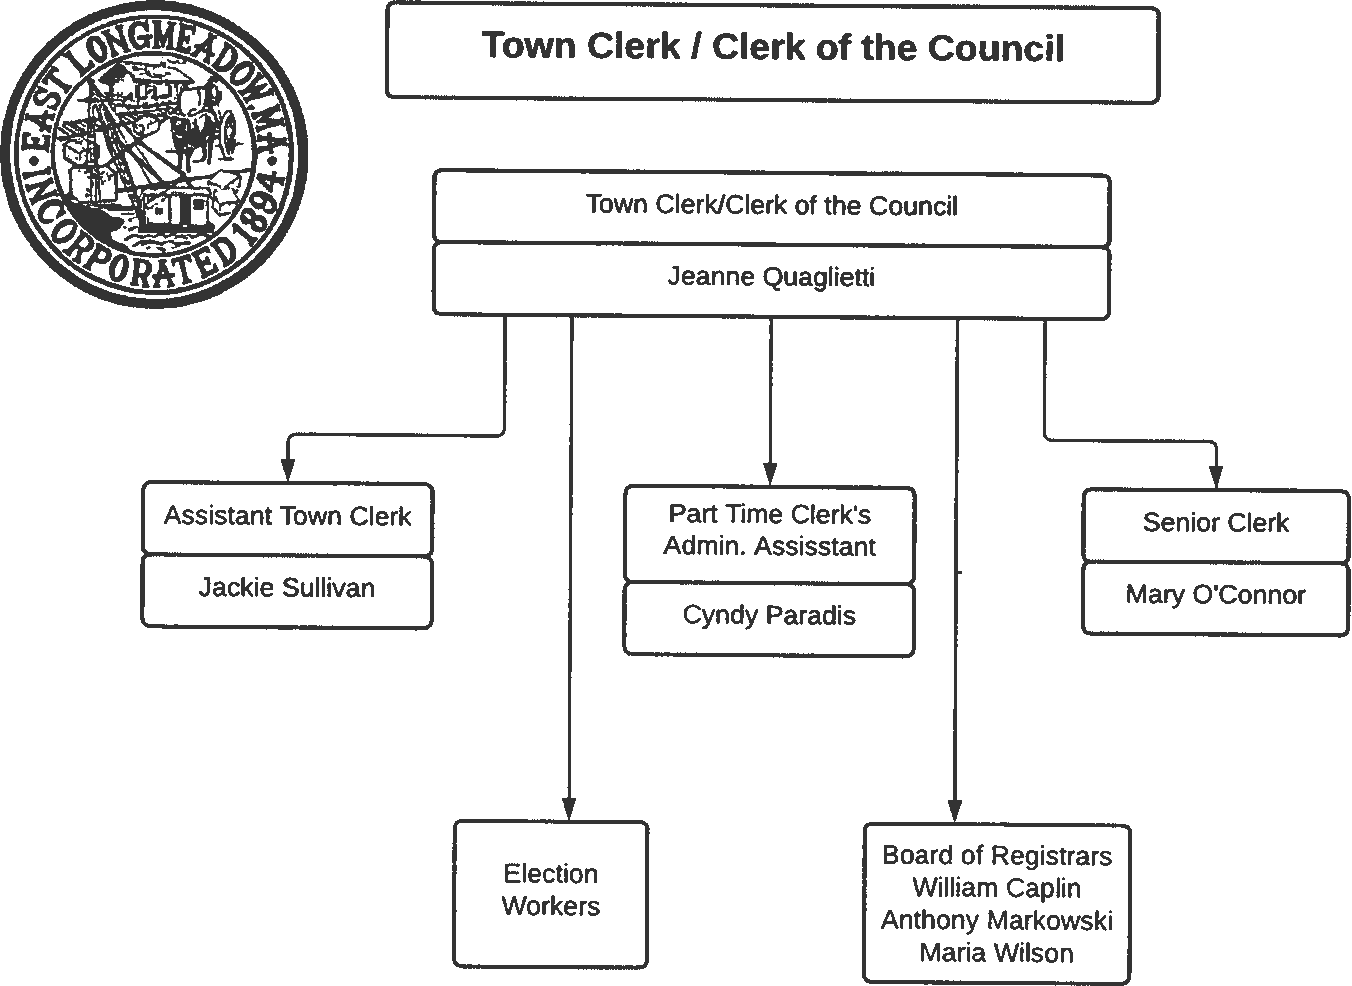 EAST LONGMEADOW MA.
INCORPORATED 1894
Town Clerk / Clerk of the Council
Town Clerk/Clerk of the Council
Jeanne Quaglietti
Assistant Town Clerk
Jackie Sullivan
Part Time Clerk's
Admin. Assisstant
Cyndy Paradis
Senior Clerk
Mary O'Connor
Election
Workers
Board of Registrars
William Caplin
Anthony Markowski
Maria Wilson